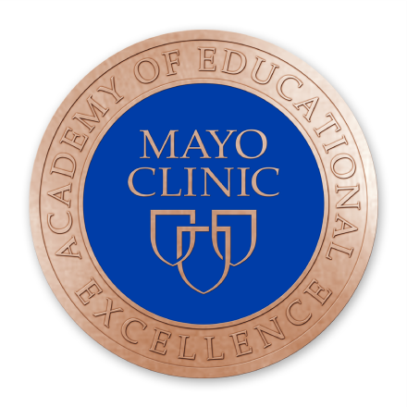 ACADEMY OF EDUCATIONAL
EXCELLENCE
MAYO
CLINIC